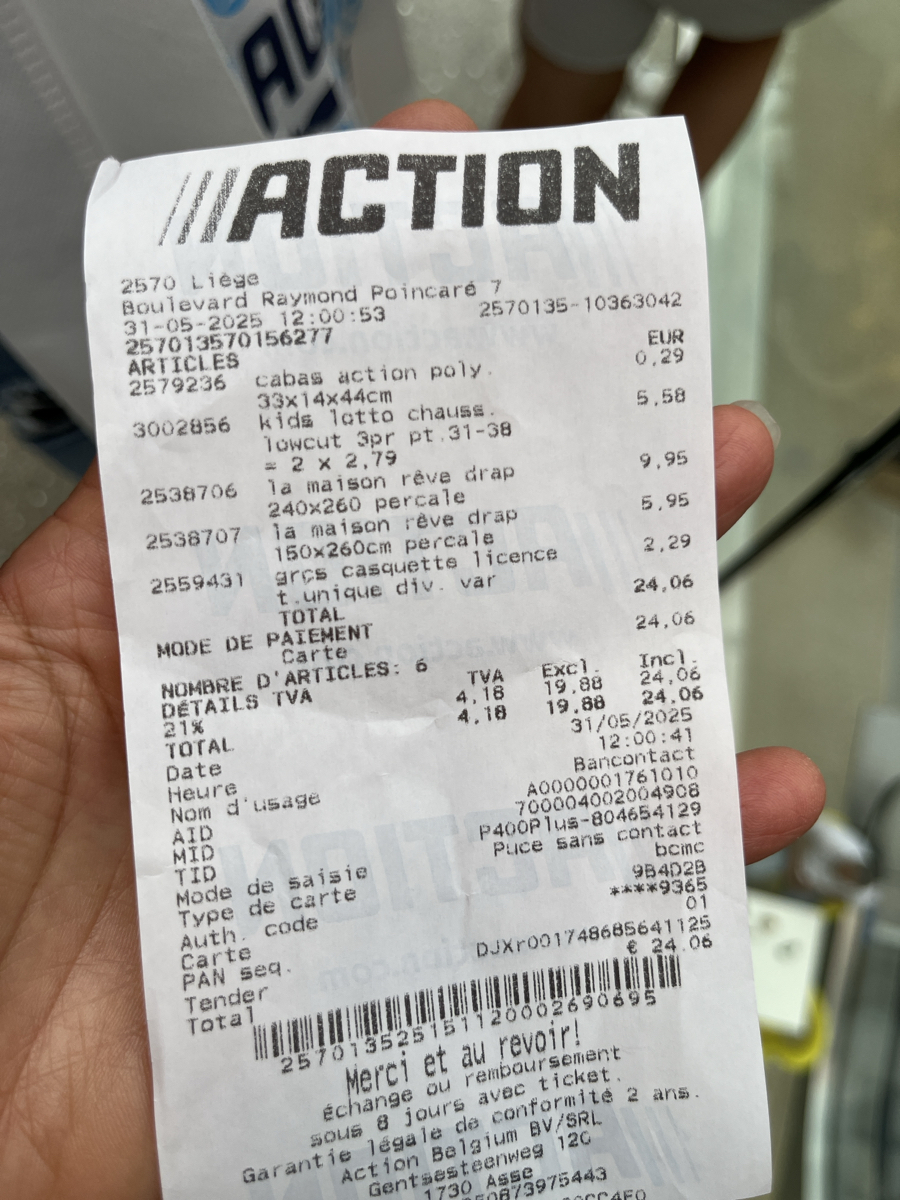 ///ACTION
2570 Liège
Boulevard Raymond Poincaré 7
31-05-2025 12:00:53 2570135-10363042
257013570156277
ARTICLES EUR
2579236 cabas action poly. 0,29
33x14x44cm
3002856 kids lotto chauss. 5,58
lowcut 3pr pt.31-38
= 2 x 2,79
2538706 la maison rêve drap 9,95
240x260 percale
2538707 la maison rêve drap 5,95
150x260cm percale
2559431 grçs casquette licence 2,29
t.unique div. var
TOTAL 24,06
MODE DE PAIEMENT
Carte 24,06
NOMBRE D'ARTICLES: 6
DÉTAILS TVA TVA Excl. Incl.
21% 4,18 19,88 24,06
TOTAL 4,18 19,88 24,06
Date 31/05/2025
Heure 12:00:41
Nom d'usage Bancontact
AID A0000001761010
MID 700004002004908
TID P400Plus-804654129
Mode de saisie Puce sans contact
Type de carte bcmc
Auth. code 9B4D2B
Carte ****9365
PAN seq. 01
Tender DJXr001748685641125
Total € 24.06
257013525151120002690695
Merci et au revoir!
échange ou remboursement
sous 8 jours avec ticket.
Garantie légale de conformité 2 ans.
Action Belgium BV/SRL
Gentsesteenweg 120
1730 Asse